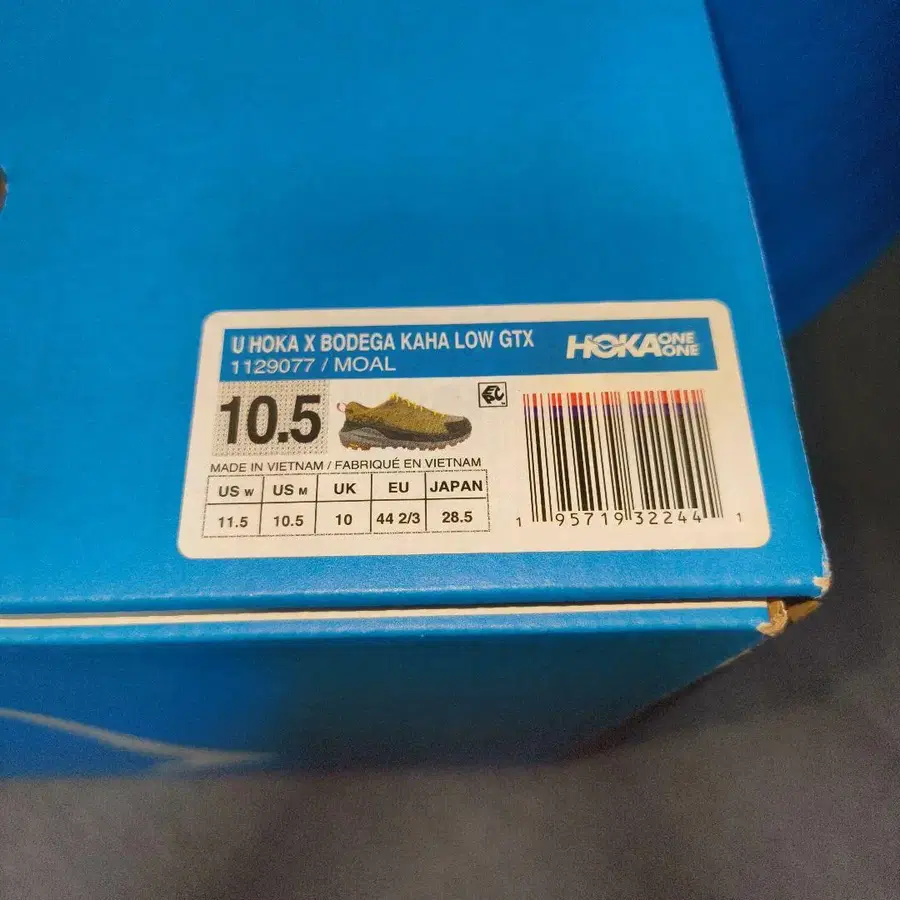 U HOKA X BODEGA KAHA LOW GTX
1129077 / MOAL
HOKA ONE ONE
10.5
MADE IN VIETNAM / FABRIQUÉ EN VIETNAM
US W US M UK EU JAPAN
11.5 10.5 10 44 2/3 28.5
1 95719 32244 1